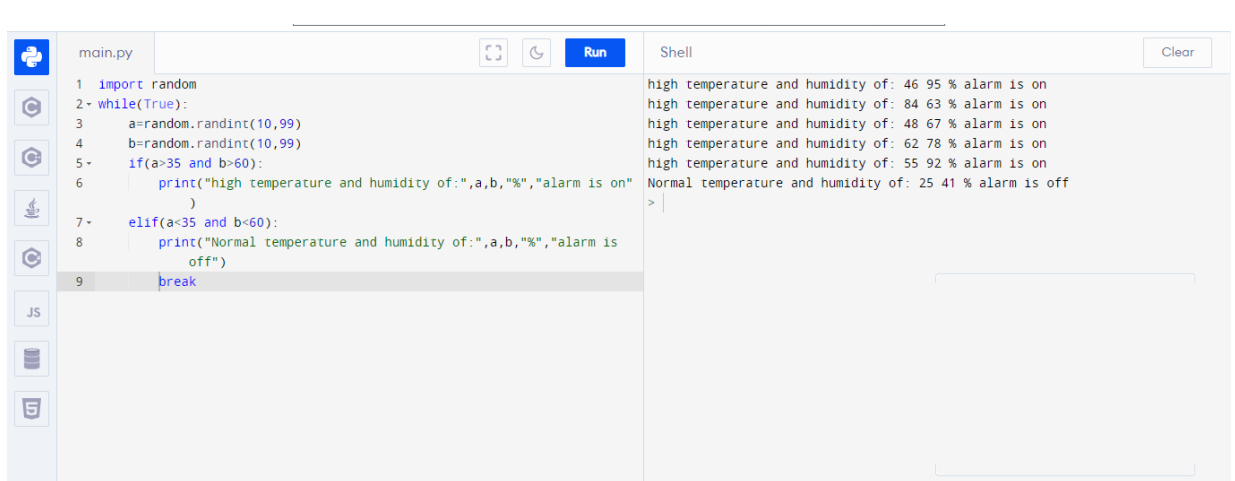 main.py
Run
Shell
Clear
1 import random
2 while(True):
3 a=random.randint(10,99)
4 b=random.randint(10,99)
5 if(a>35 and b>60):
6 print("high temperature and humidity of:",a,b,"%","alarm is on"
)
7 elif(a<35 and b<60):
8 print("Normal temperature and humidity of:",a,b,"%","alarm is
off")
9 break
high temperature and humidity of: 46 95 % alarm is on
high temperature and humidity of: 84 63 % alarm is on
high temperature and humidity of: 48 67 % alarm is on
high temperature and humidity of: 62 78 % alarm is on
high temperature and humidity of: 55 92 % alarm is on
Normal temperature and humidity of: 25 41 % alarm is off
>
JS